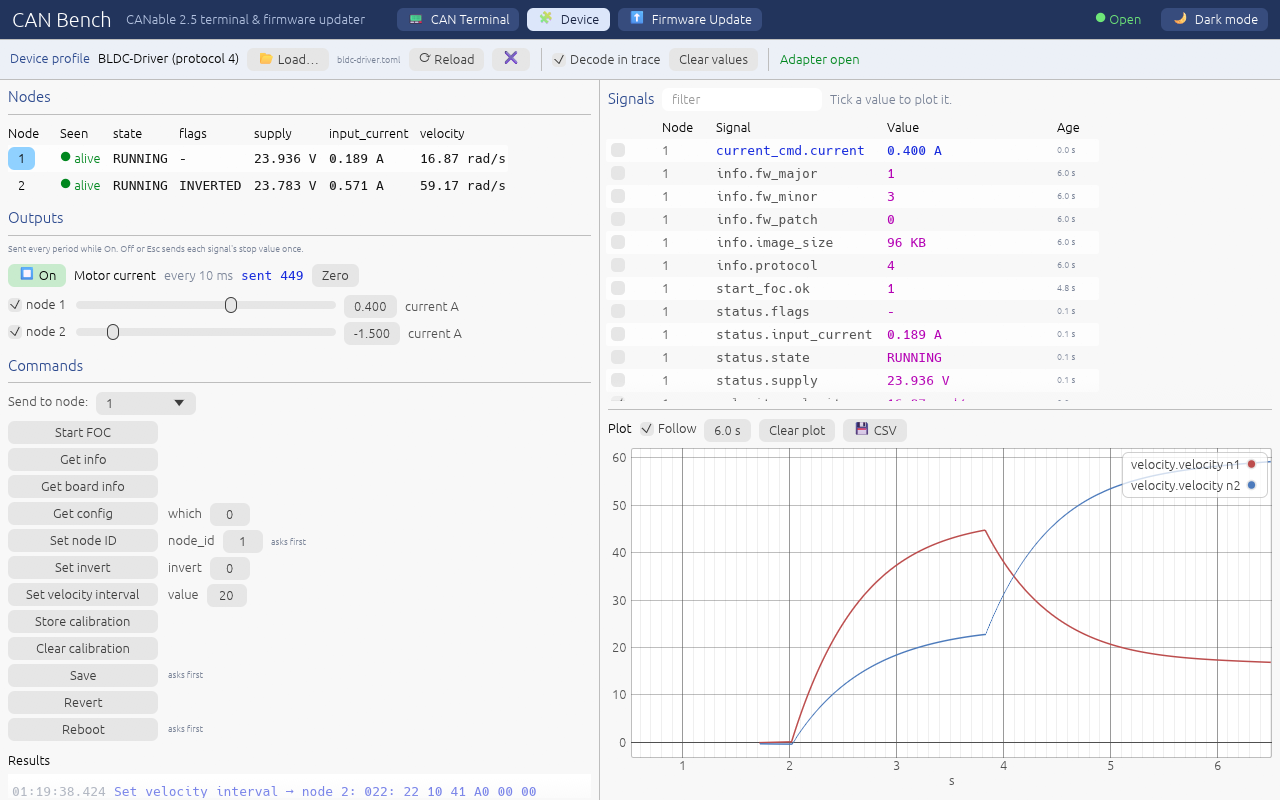 CAN Bench CANable 2.5 terminal & firmware updater CAN Terminal Device Firmware Update Open Dark mode
Device profile BLDC-Driver (protocol 4) Load... bldc-driver.toml Reload Decode in trace Clear values Adapter open
Nodes
Node Seen state flags supply input_current velocity
1 alive RUNNING - 23.936 V 0.189 A 16.87 rad/s
2 alive RUNNING INVERTED 23.783 V 0.571 A 59.17 rad/s
Outputs
Sent every period while On. Off or Esc sends each signal's stop value once.
On Motor current every 10 ms sent 449 Zero
node 1 0.400 current A
node 2 -1.500 current A
Commands
Send to node: 1
Start FOC
Get info
Get board info
Get config which 0
Set node ID node_id 1 asks first
Set invert invert 0
Set velocity interval value 20
Store calibration
Clear calibration
Save asks first
Revert
Reboot asks first
Results
01:19:38.424 Set velocity interval → node 2: 022: 22 10 41 A0 00 00
Signals filter Tick a value to plot it.
Node Signal Value Age
1 current_cmd.current 0.400 A 0.0 s
1 info.fw_major 1 6.0 s
1 info.fw_minor 3 6.0 s
1 info.fw_patch 0 6.0 s
1 info.image_size 96 KB 6.0 s
1 info.protocol 4 6.0 s
1 start_foc.ok 1 4.8 s
1 status.flags - 0.1 s
1 status.input_current 0.189 A 0.1 s
1 status.state RUNNING 0.1 s
1 status.supply 23.936 V 0.1 s
Plot Follow 6.0 s Clear plot CSV
velocity.velocity n1
velocity.velocity n2
60
50
40
30
20
10
0
1 2 3 4 5 6
s